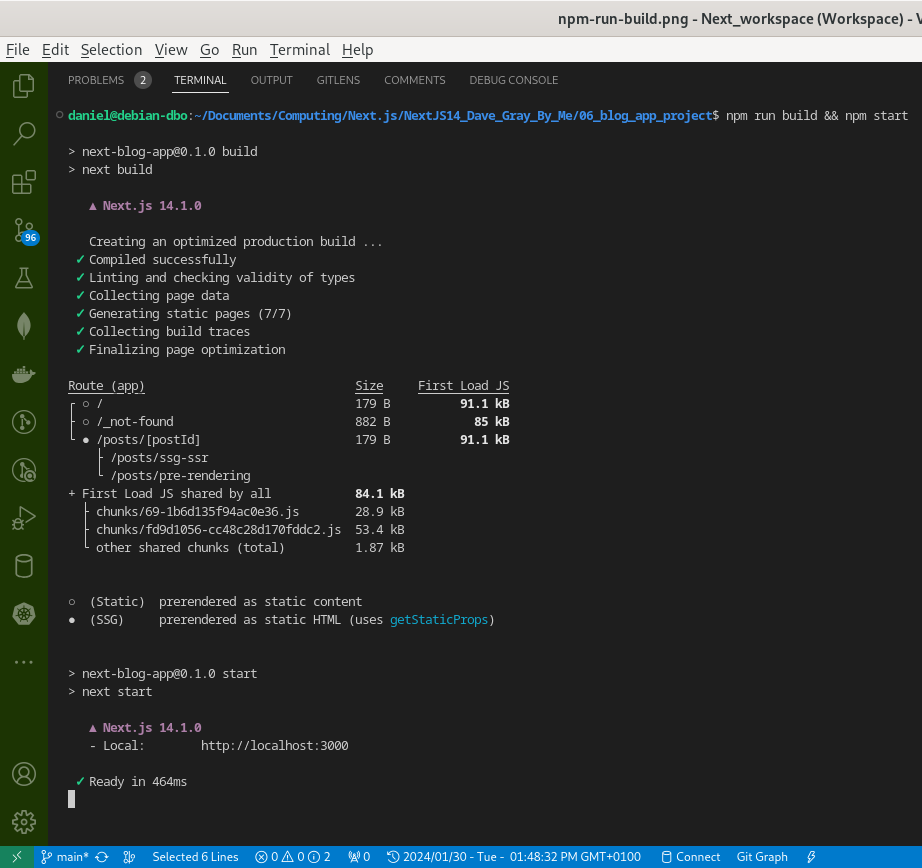 npm-run-build.png - Next_workspace (Workspace) -
File Edit Selection View Go Run Terminal Help
PROBLEMS 2 TERMINAL OUTPUT GITLENS COMMENTS DEBUG CONSOLE
daniel@debian-dbo:~/Documents/Computing/Next.js/NextJS14_Dave_Gray_By_Me/06_blog_app_project$ npm run build && npm start
> next-blog-app@0.1.0 build
> next build
▲ Next.js 14.1.0
Creating an optimized production build ...
✓ Compiled successfully
✓ Linting and checking validity of types
✓ Collecting page data
✓ Generating static pages (7/7)
✓ Collecting build traces
✓ Finalizing page optimization
Route (app) Size First Load JS
┌ ○ / 179 B 91.1 kB
├ ○ /_not-found 882 B 85 kB
└ ● /posts/[postId] 179 B 91.1 kB
├ /posts/ssg-ssr
└ /posts/pre-rendering
+ First Load JS shared by all 84.1 kB
├ chunks/69-1b6d135f94ac0e36.js 28.9 kB
├ chunks/fd9d1056-cc48c28d170fddc2.js 53.4 kB
└ other shared chunks (total) 1.87 kB
○ (Static) prerendered as static content
● (SSG) prerendered as static HTML (uses getStaticProps)
> next-blog-app@0.1.0 start
> next start
▲ Next.js 14.1.0
- Local: http://localhost:3000
✓ Ready in 464ms
96
main* Selected 6 Lines 0 0 2 0 2024/01/30 - Tue - 01:48:32 PM GMT+0100 Connect Git Graph